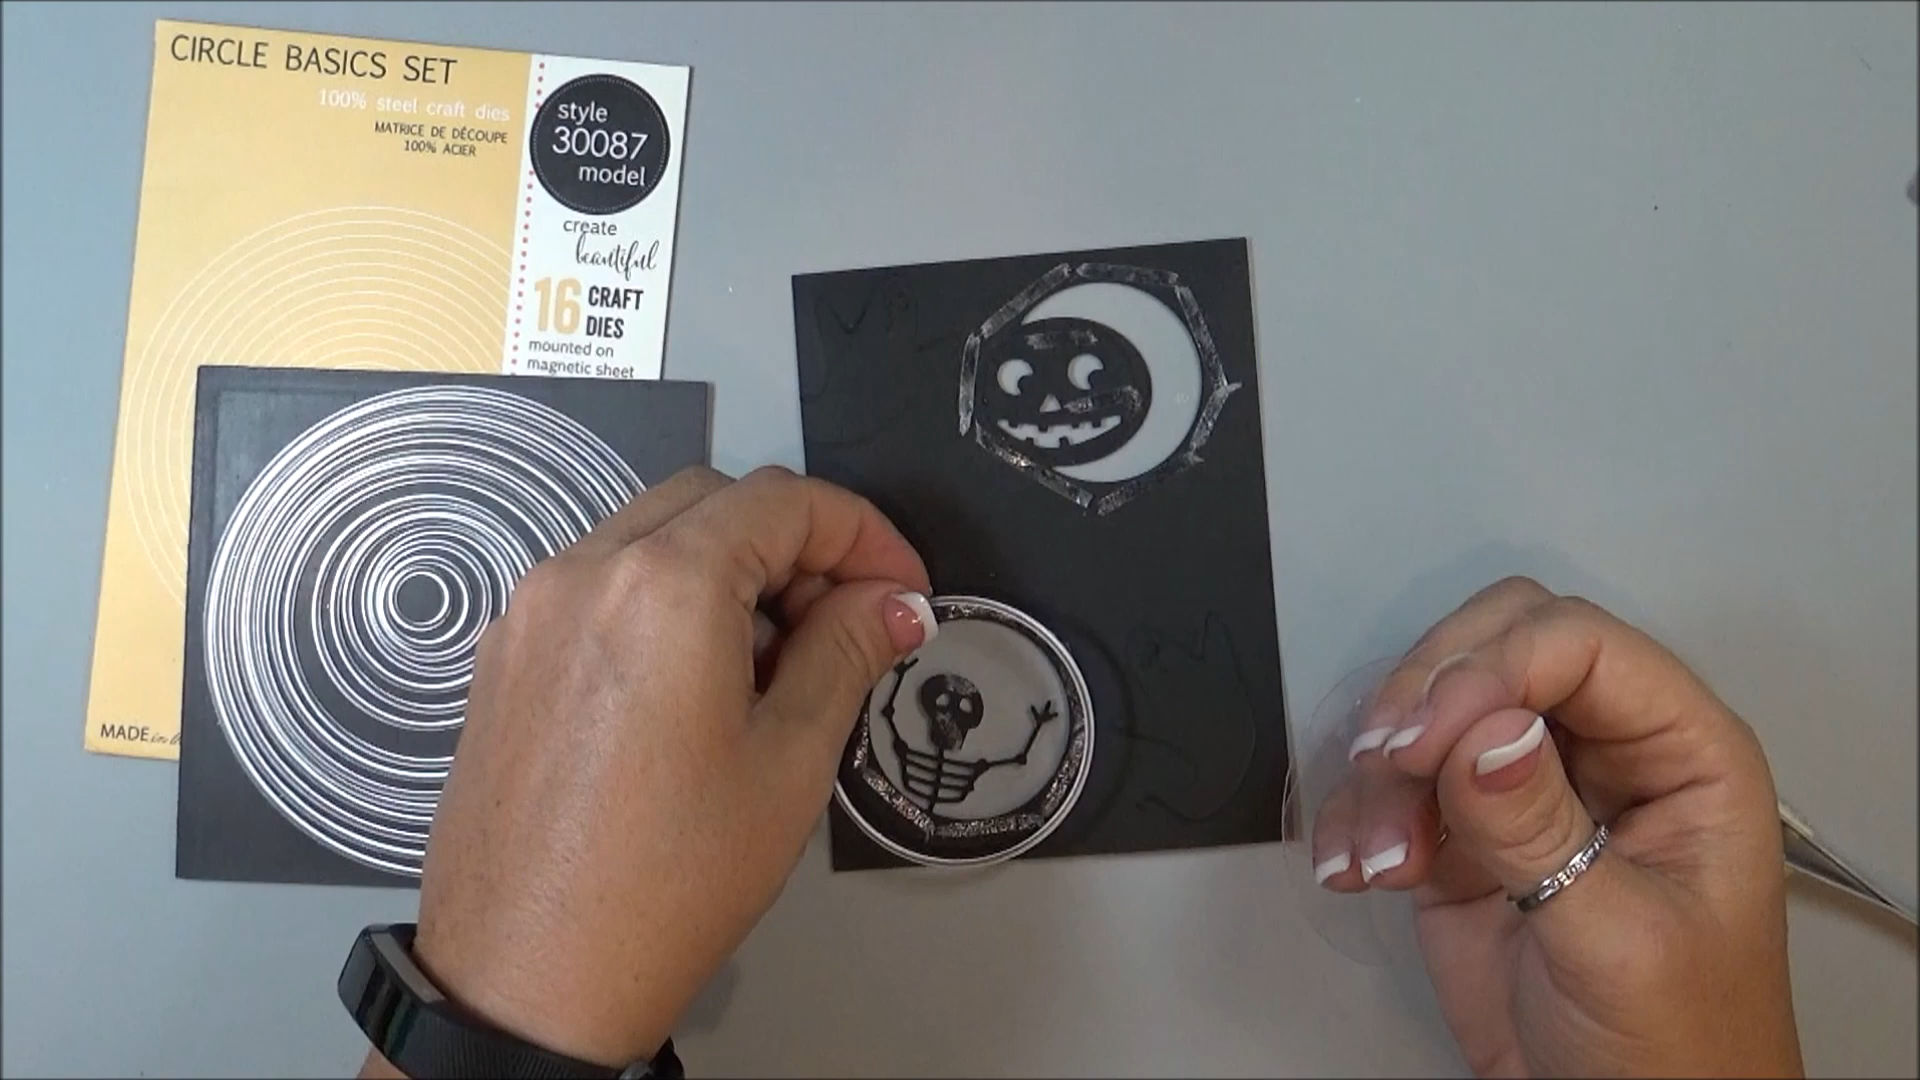 CIRCLE BASICS SET
100% steel craft dies
MATRICE DE DÉCOUPE
100% ACIER
style
30087
model
create
beautiful
16 CRAFT
DIES
mounted on
magnetic sheet
MADE in